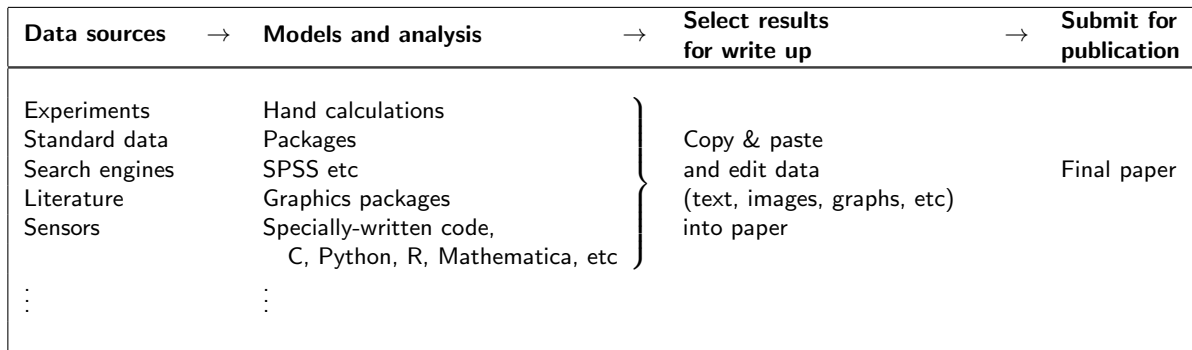 Data sources → Models and analysis → Select results for write up → Submit for publication
Experiments Hand calculations
Standard data Packages Copy & paste
Search engines SPSS etc and edit data Final paper
Literature Graphics packages (text, images, graphs, etc)
Sensors Specially-written code, into paper
C, Python, R, Mathematica, etc
⋮ ⋮